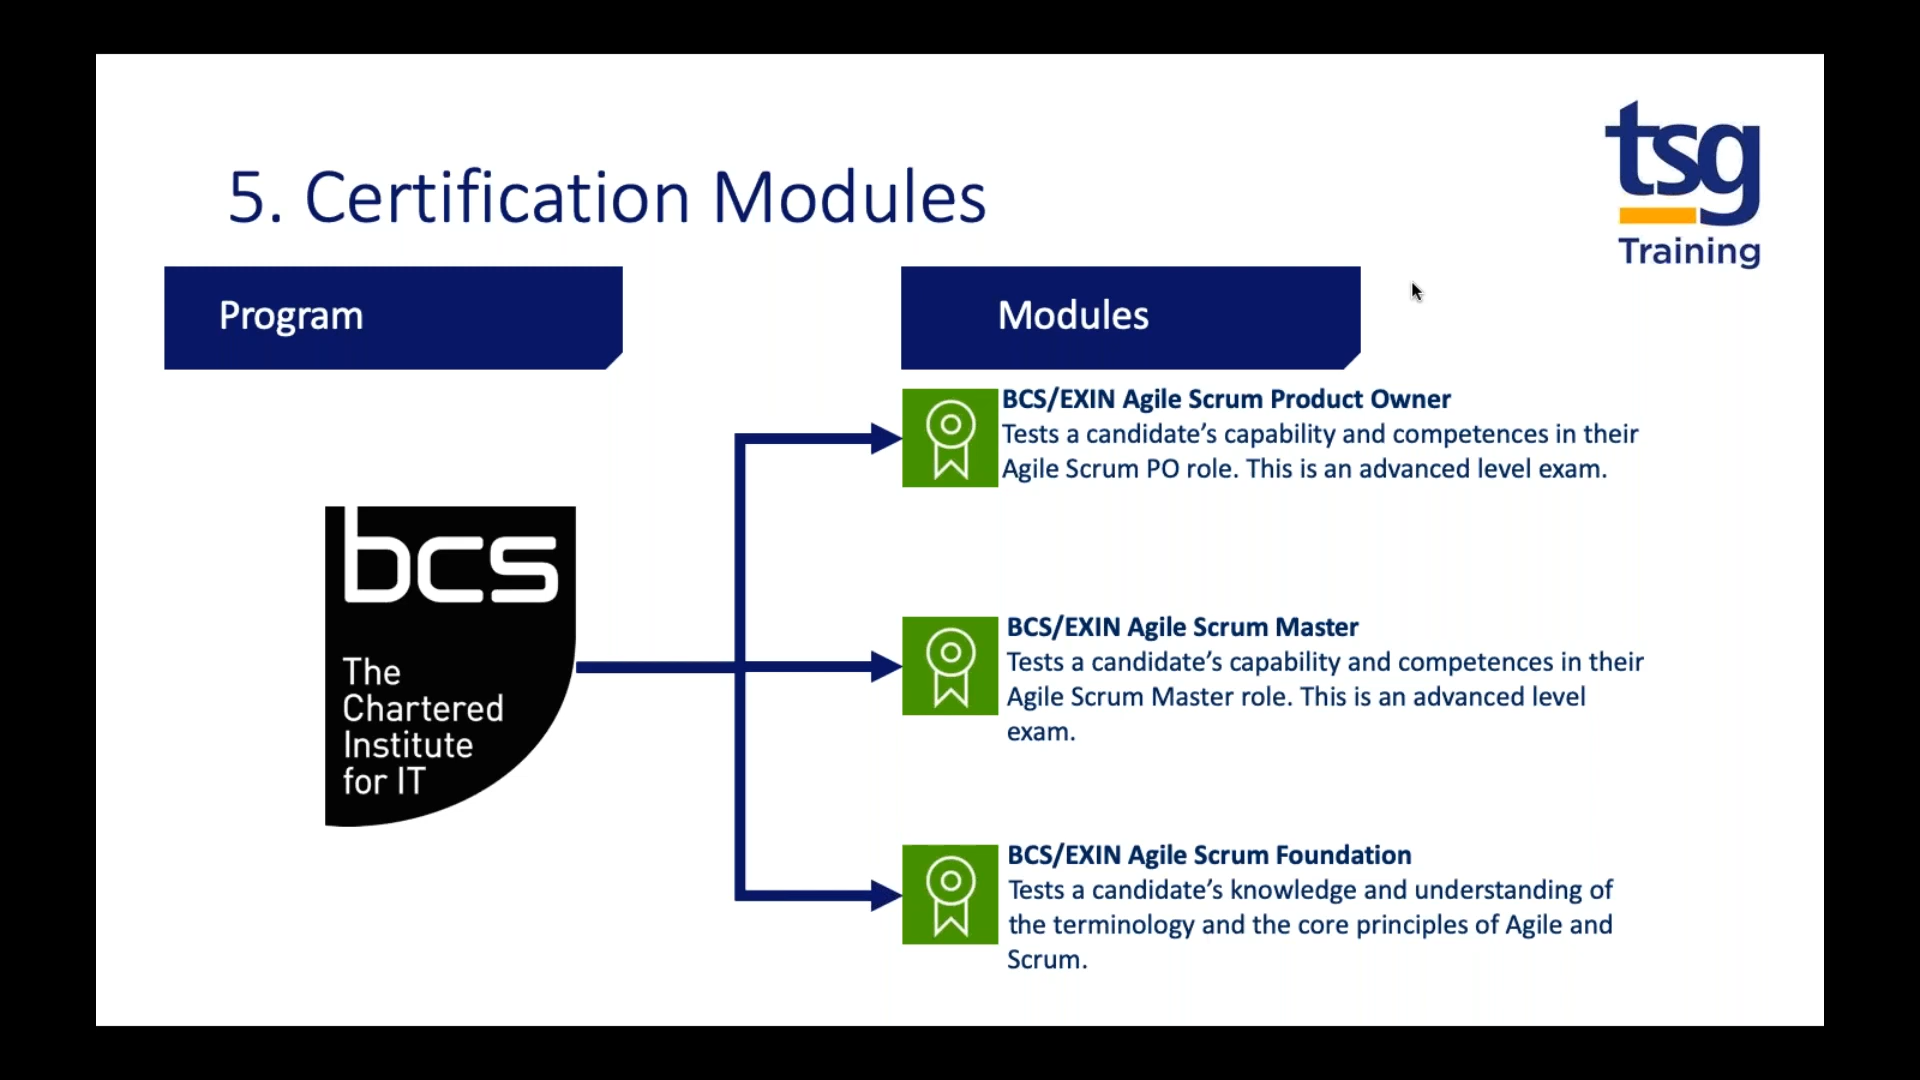 tsg
Training
5. Certification Modules
Program
Modules
bcs
The
Chartered
Institute
for IT
BCS/EXIN Agile Scrum Product Owner
Tests a candidate’s capability and competences in their
Agile Scrum PO role. This is an advanced level exam.
BCS/EXIN Agile Scrum Master
Tests a candidate’s capability and competences in their
Agile Scrum Master role. This is an advanced level
exam.
BCS/EXIN Agile Scrum Foundation
Tests a candidate’s knowledge and understanding of
the terminology and the core principles of Agile and
Scrum.